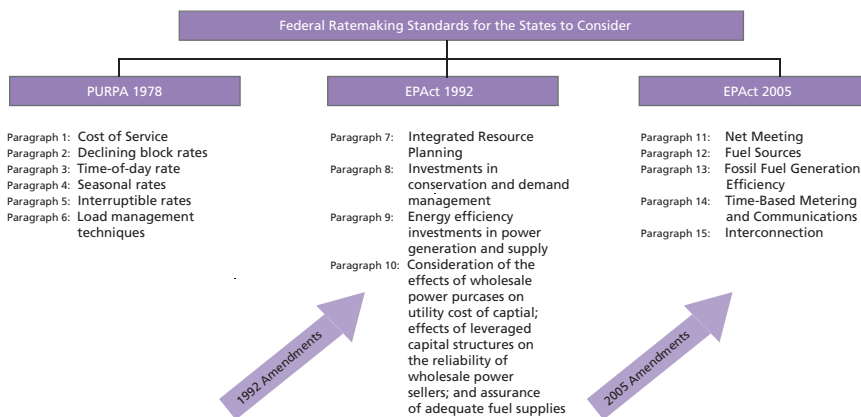 Federal Ratemaking Standards for the States to Consider
PURPA 1978
Paragraph 1: Cost of Service
Paragraph 2: Declining block rates
Paragraph 3: Time-of-day rate
Paragraph 4: Seasonal rates
Paragraph 5: Interruptible rates
Paragraph 6: Load management
techniques
EPAct 1992
Paragraph 7: Integrated Resource
Planning
Paragraph 8: Investments in
conservation and demand
management
Paragraph 9: Energy efficiency
investments in power
generation and supply
Paragraph 10: Consideration of the
effects of wholesale
power purcases on
utility cost of captial;
effects of leveraged
capital structures on
the reliability of
wholesale power
sellers; and assurance
of adequate fuel supplies
EPAct 2005
Paragraph 11: Net Meeting
Paragraph 12: Fuel Sources
Paragraph 13: Fossil Fuel Generation
Efficiency
Paragraph 14: Time-Based Metering
and Communications
Paragraph 15: Interconnection
1992 Amendments
2005 Amendments